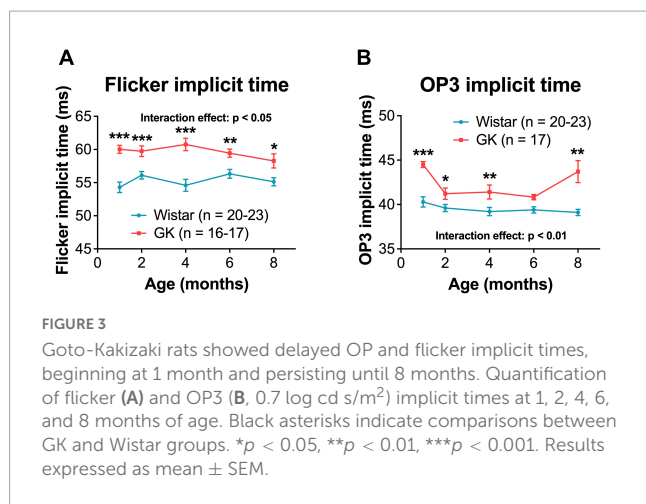 A
Flicker implicit time
Flicker implicit time (ms)
65
60
55
50
45
Interaction effect: p < 0.05
***
***
***
**
*
Wistar (n = 20-23)
GK (n = 16-17)
0 2 4 6 8
Age (months)
B
OP3 implicit time
OP3 implicit time (ms)
50
45
40
35
Wistar (n = 20-23)
GK (n = 17)
***
*
**
**
Interaction effect: p < 0.01
0 2 4 6 8
Age (months)
FIGURE 3
Goto-Kakizaki rats showed delayed OP and flicker implicit times,
beginning at 1 month and persisting until 8 months. Quantification
of flicker (A) and OP3 (B, 0.7 log cd s/m²) implicit times at 1, 2, 4, 6,
and 8 months of age. Black asterisks indicate comparisons between
GK and Wistar groups. *p < 0.05, **p < 0.01, ***p < 0.001. Results
expressed as mean ± SEM.